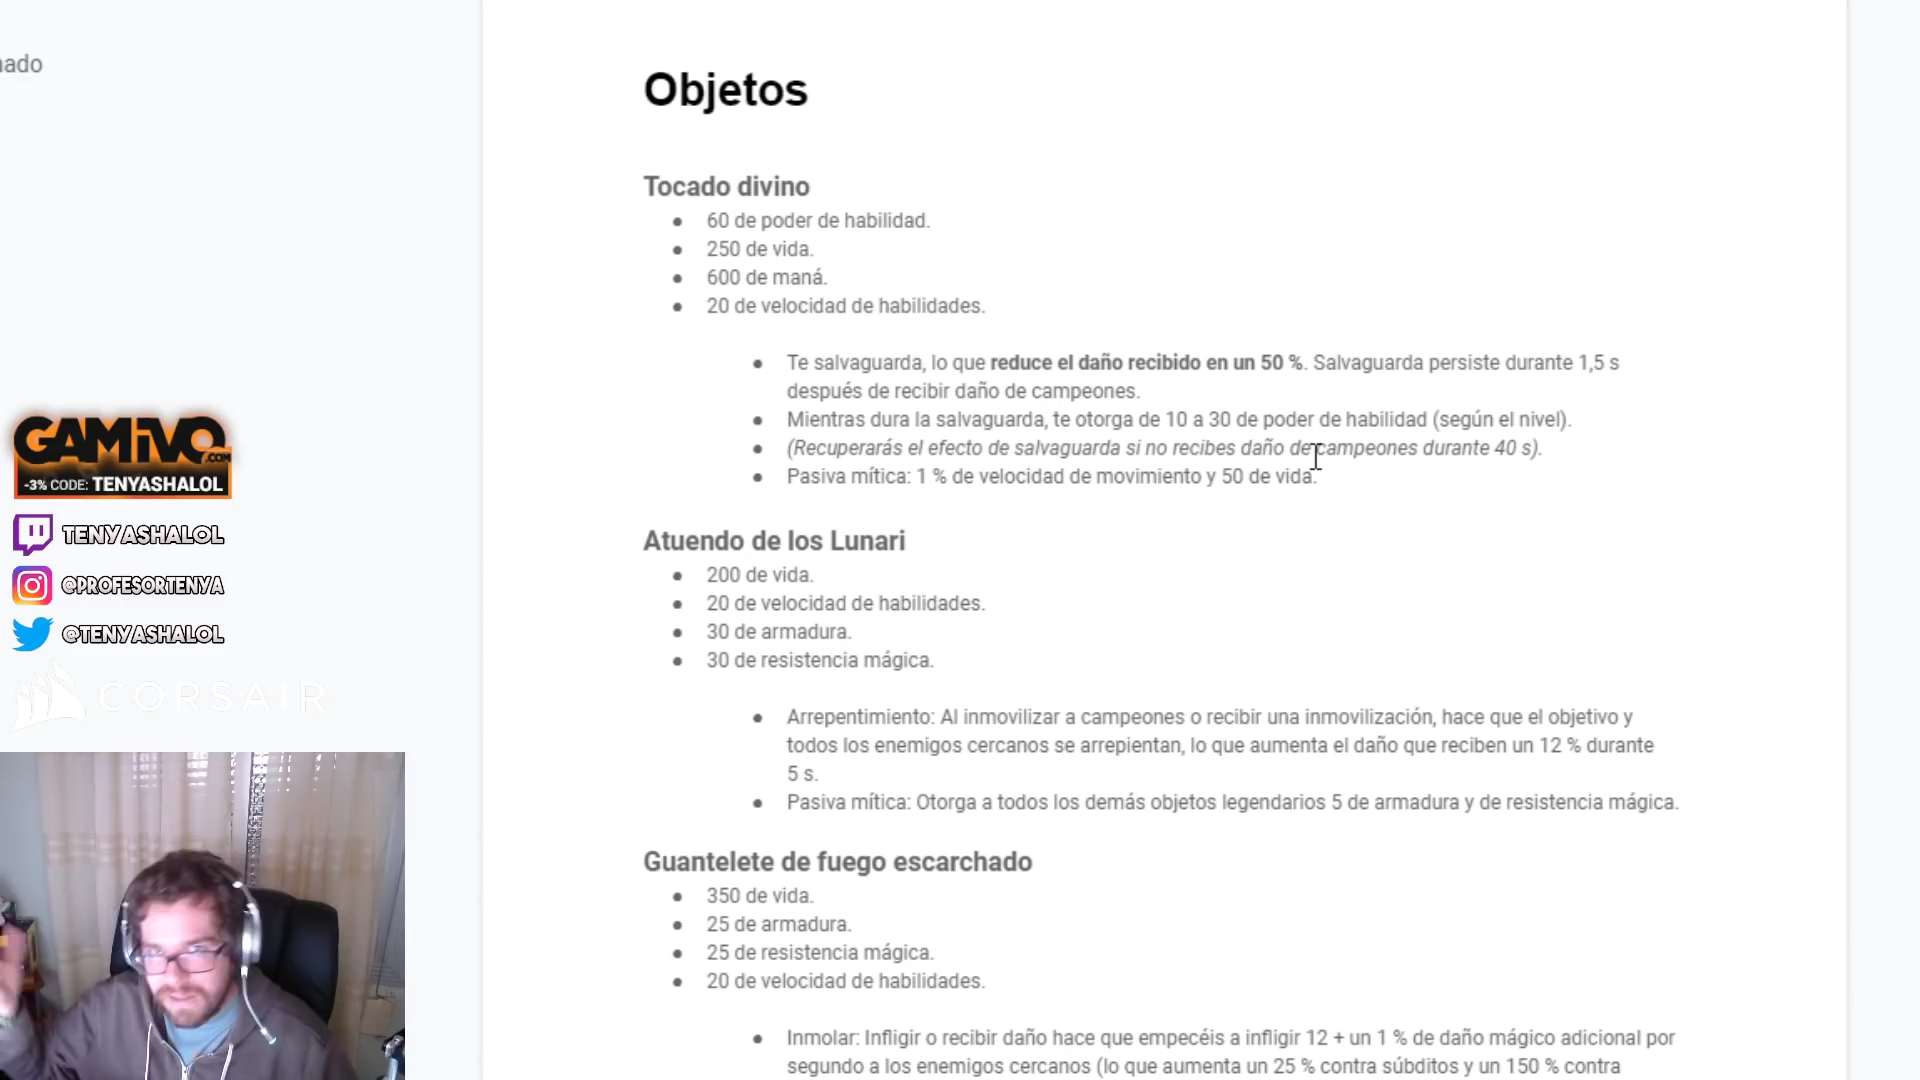 Objetos
Tocado divino
● 60 de poder de habilidad.
● 250 de vida.
● 600 de maná.
● 20 de velocidad de habilidades.
● Te salvaguarda, lo que reduce el daño recibido en un 50 %. Salvaguarda persiste durante 1,5 s
después de recibir daño de campeones.
● Mientras dura la salvaguarda, te otorga de 10 a 30 de poder de habilidad (según el nivel).
● (Recuperarás el efecto de salvaguarda si no recibes daño de campeones durante 40 s).
● Pasiva mítica: 1 % de velocidad de movimiento y 50 de vida.
Atuendo de los Lunari
● 200 de vida.
● 20 de velocidad de habilidades.
● 30 de armadura.
● 30 de resistencia mágica.
● Arrepentimiento: Al inmovilizar a campeones o recibir una inmovilización, hace que el objetivo y
todos los enemigos cercanos se arrepientan, lo que aumenta el daño que reciben un 12 % durante
5 s.
● Pasiva mítica: Otorga a todos los demás objetos legendarios 5 de armadura y de resistencia mágica.
Guantelete de fuego escarchado
● 350 de vida.
● 25 de armadura.
● 25 de resistencia mágica.
● 20 de velocidad de habilidades.
● Inmolar: Infligir o recibir daño hace que empecéis a infligir 12 + un 1 % de daño mágico adicional por
segundo a los enemigos cercanos (lo que aumenta un 25 % contra súbditos y un 150 % contra
GAMIVO.COM
-3% CODE: TENYASHALOL
TENYASHALOL
@PROFESORTENYA
@TENYASHALOL
CORSAIR